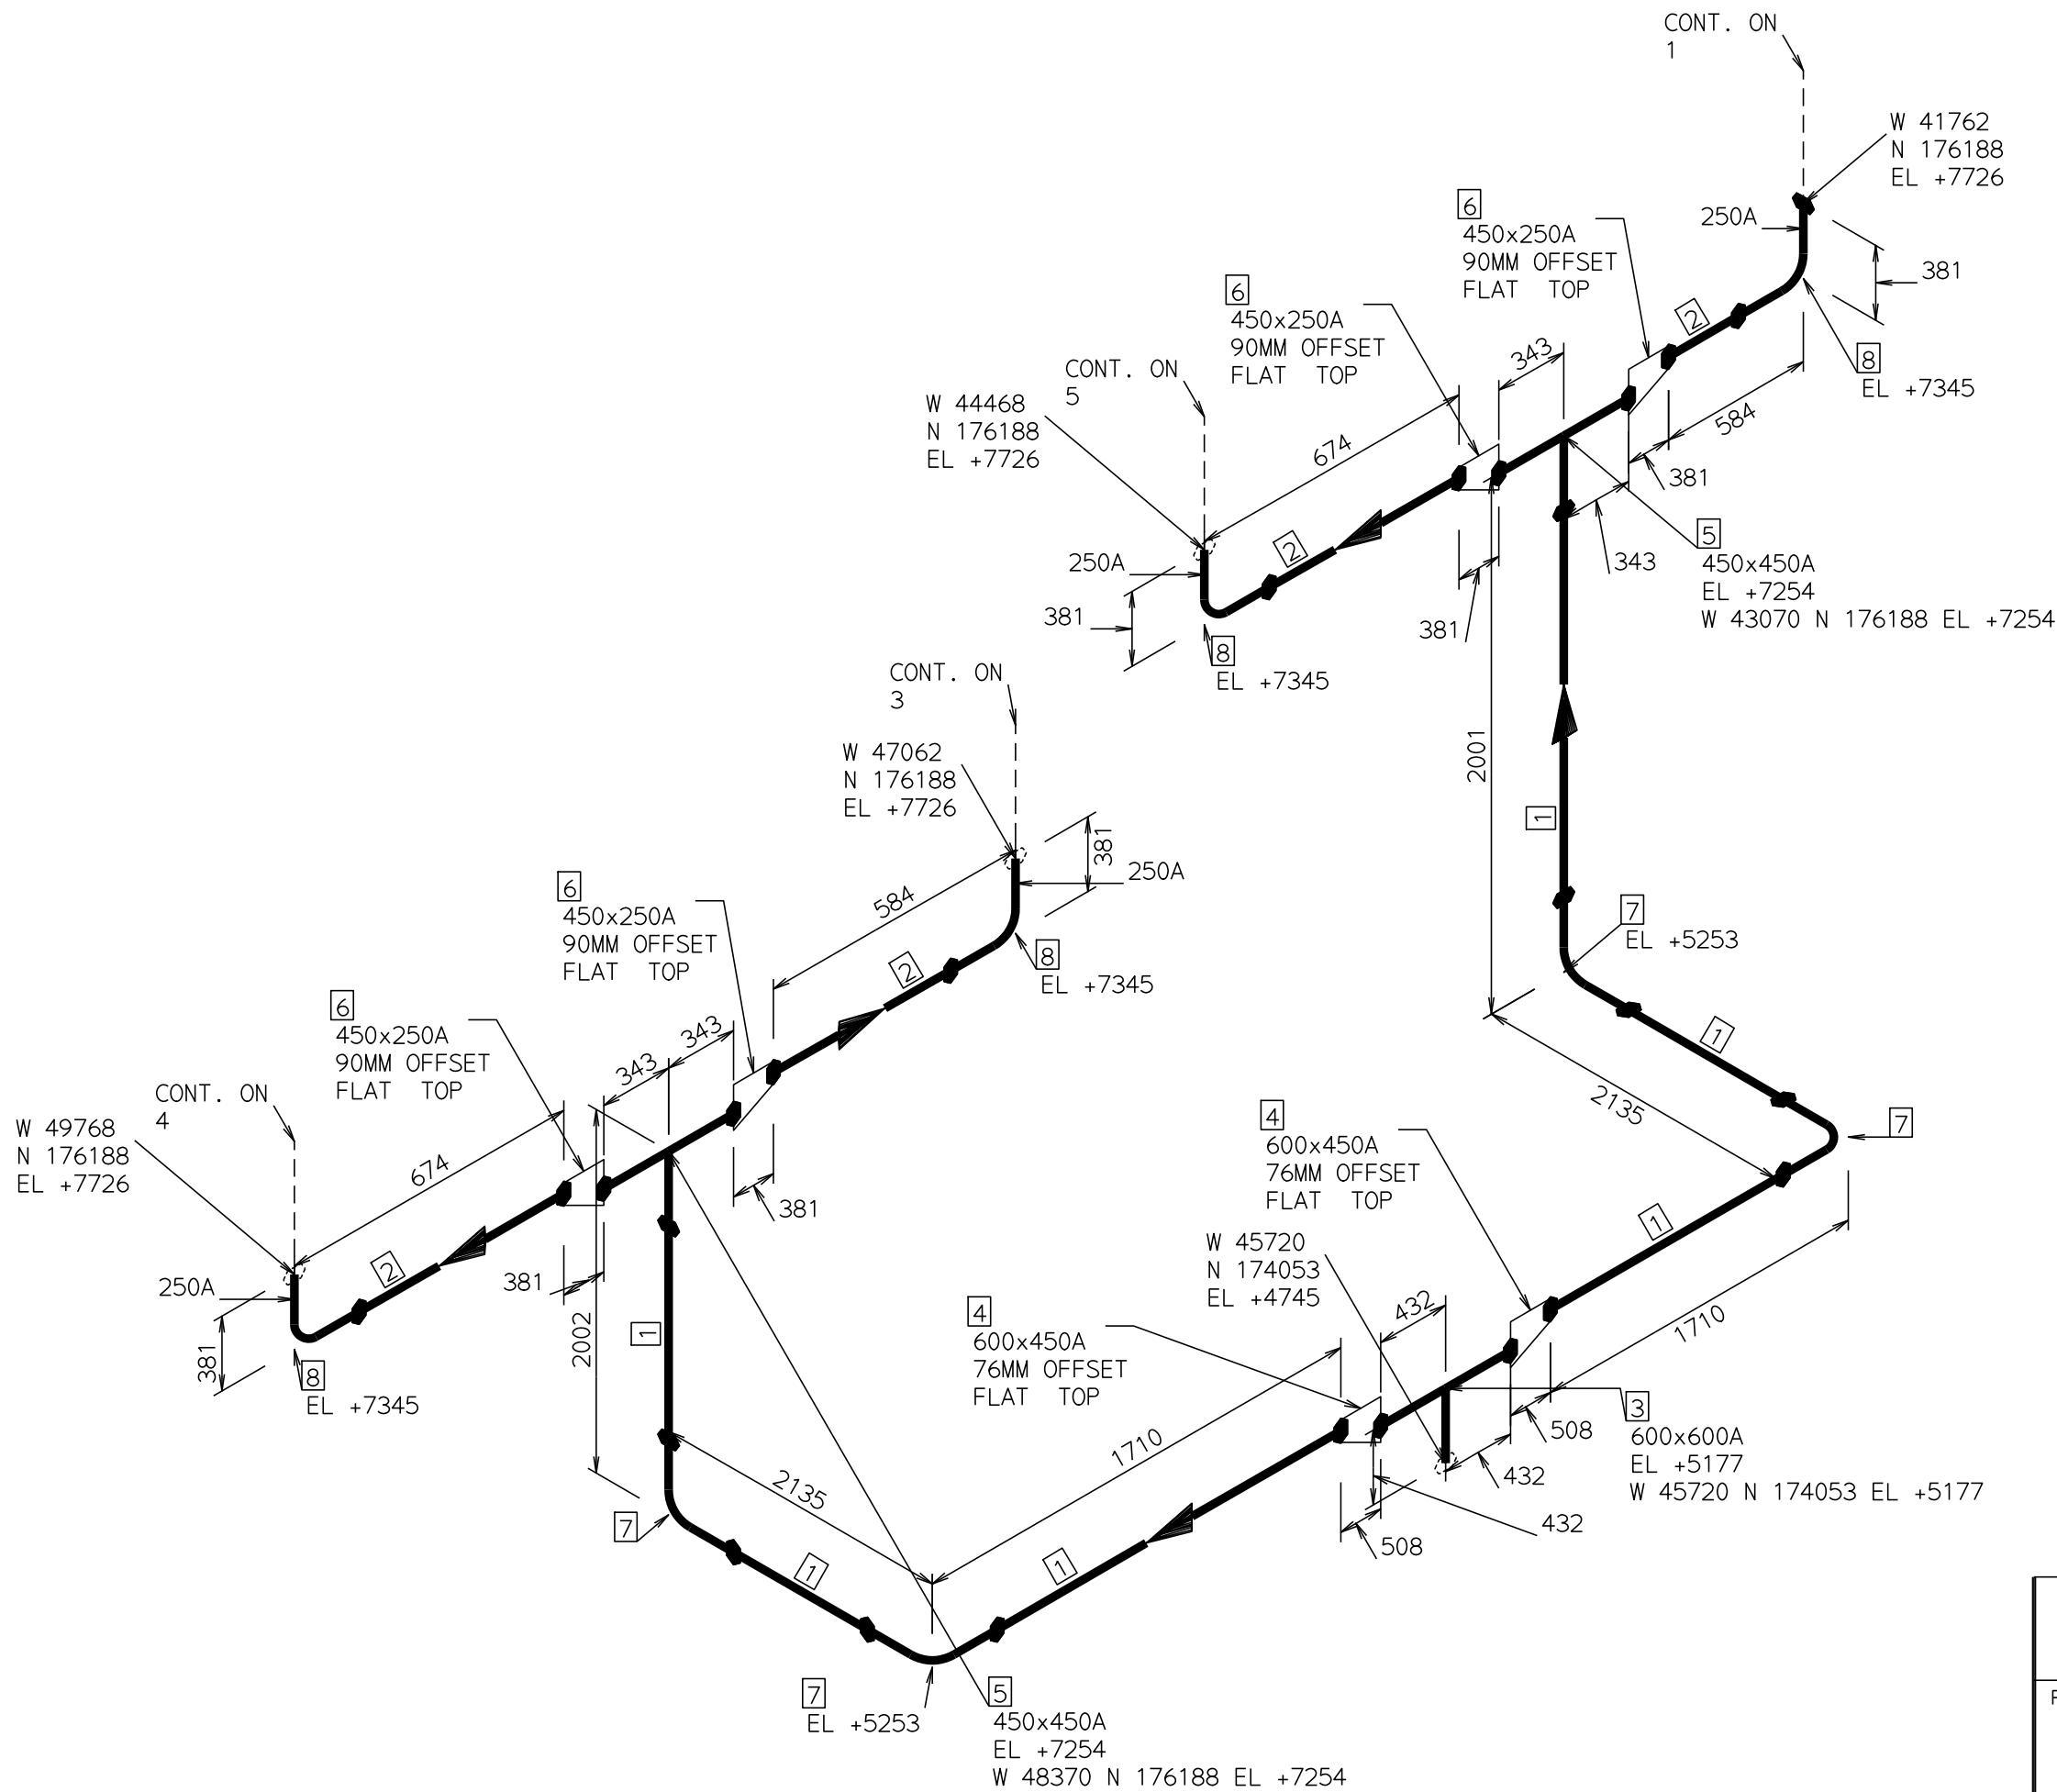 CONT. ON
1
W 41762
N 176188
EL +7726
250A
381
6
450x250A
90MM OFFSET
FLAT TOP
2
8
EL +7345
584
381
343
6
450x250A
90MM OFFSET
FLAT TOP
CONT. ON
5
W 44468
N 176188
EL +7726
674
343
5
450x450A
EL +7254
W 43070 N 176188 EL +7254
250A
2
381
381
8
EL +7345
2001
1
CONT. ON
3
W 47062
N 176188
EL +7726
381
250A
584
6
450x250A
90MM OFFSET
FLAT TOP
2
8
EL +7345
7
EL +5253
1
2135
7
6
450x250A
90MM OFFSET
FLAT TOP
343
343
CONT. ON
4
W 49768
N 176188
EL +7726
674
381
250A
2
381
381
8
EL +7345
2002
1
4
600x450A
76MM OFFSET
FLAT TOP
1
W 45720
N 174053
EL +4745
432
1710
4
600x450A
76MM OFFSET
FLAT TOP
508
3
600x600A
EL +5177
W 45720 N 174053 EL +5177
432
432
508
1710
2135
7
1
1
7
EL +5253
5
450x450A
EL +7254
W 48370 N 176188 EL +7254